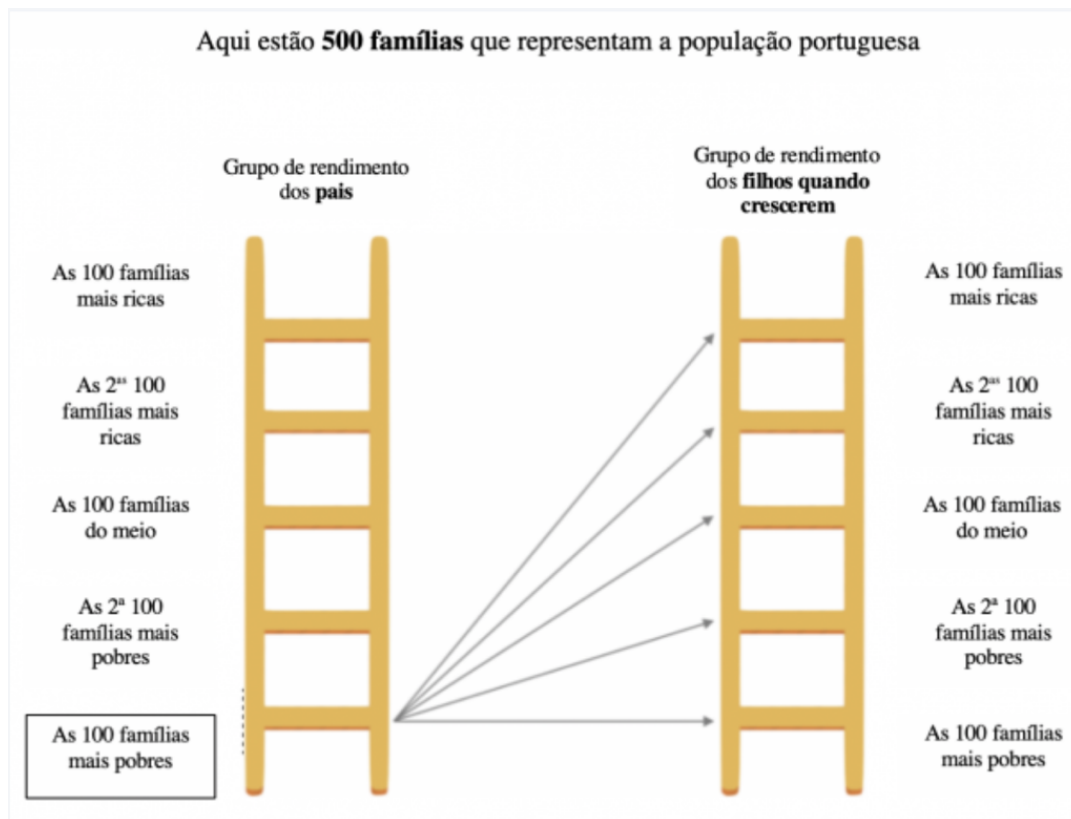 Aqui estão 500 famílias que representam a população portuguesa
Grupo de rendimento
dos pais
Grupo de rendimento
dos filhos quando
crescerem
As 100 famílias
mais ricas
As 2ªˢ 100
famílias mais
ricas
As 100 famílias
do meio
As 2ª 100
famílias mais
pobres
As 100 famílias
mais pobres
As 100 famílias
mais ricas
As 2ªˢ 100
famílias mais
ricas
As 100 famílias
do meio
As 2ª 100
famílias mais
pobres
As 100 famílias
mais pobres